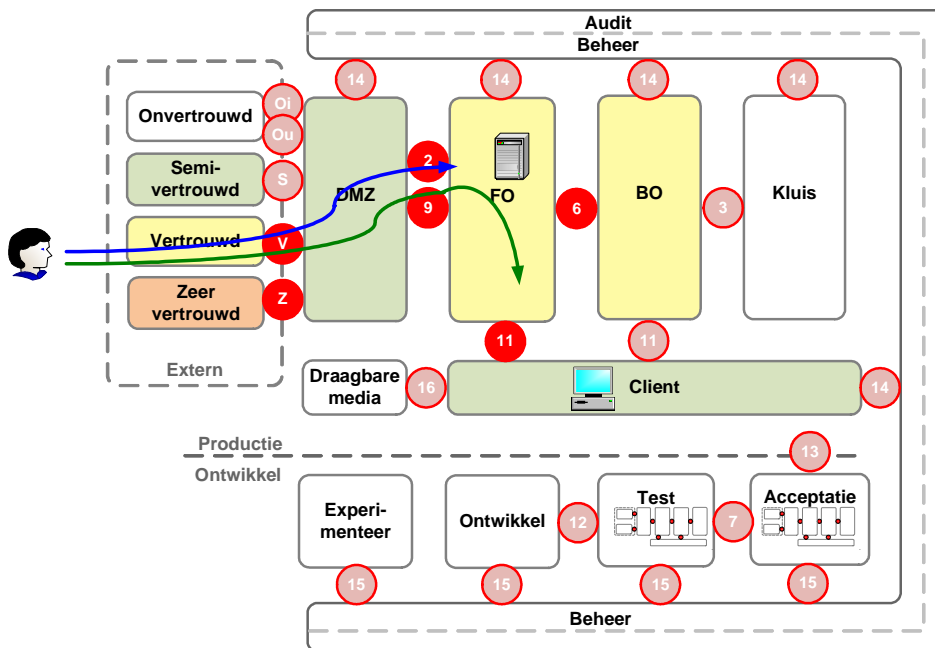 Audit
Beheer
14
14
14
14
Oi
Onvertrouwd
Ou
Semi-
vertrouwd
S
DMZ
2
9
FO
6
BO
3
Kluis
Vertrouwd
V
Zeer
vertrouwd
Z
11
11
Extern
Draagbare
media
16
Client
14
Productie
13
Ontwikkel
Experi-
menteer
Ontwikkel
12
Test
7
Acceptatie
15
15
15
15
Beheer